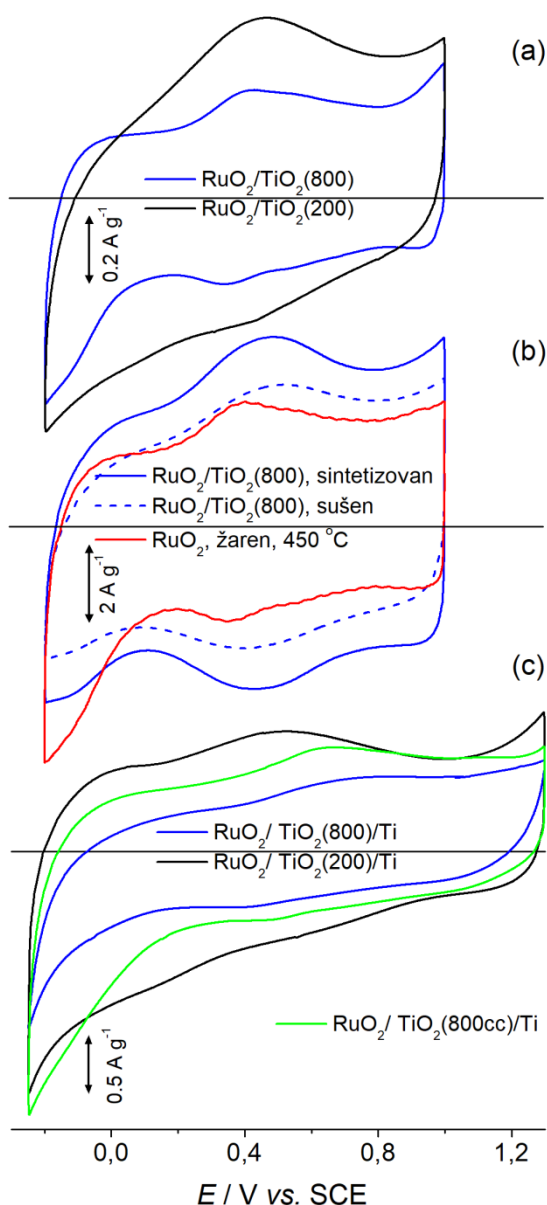 (a)
RuO₂/TiO₂(800)
RuO₂/TiO₂(200)
0.2 A g⁻¹
(b)
RuO₂/TiO₂(800), sintetizovan
RuO₂/TiO₂(800), sušen
RuO₂, žaren, 450 °C
2 A g⁻¹
(c)
RuO₂/ TiO₂(800)/Ti
RuO₂/ TiO₂(200)/Ti
RuO₂/ TiO₂(800cc)/Ti
0.5 A g⁻¹
0,0 0,4 0,8 1,2
E / V vs. SCE